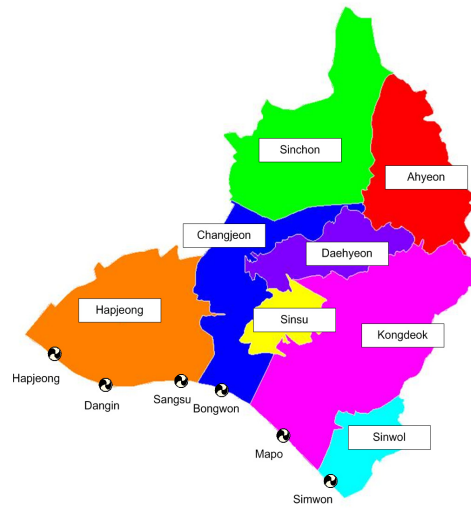 Sinchon
Ahyeon
Changjeon
Daehyeon
Hapjeong
Sinsu
Kongdeok
Hapjeong
Dangin
Sangsu
Bongwon
Mapo
Sinwol
Simwon